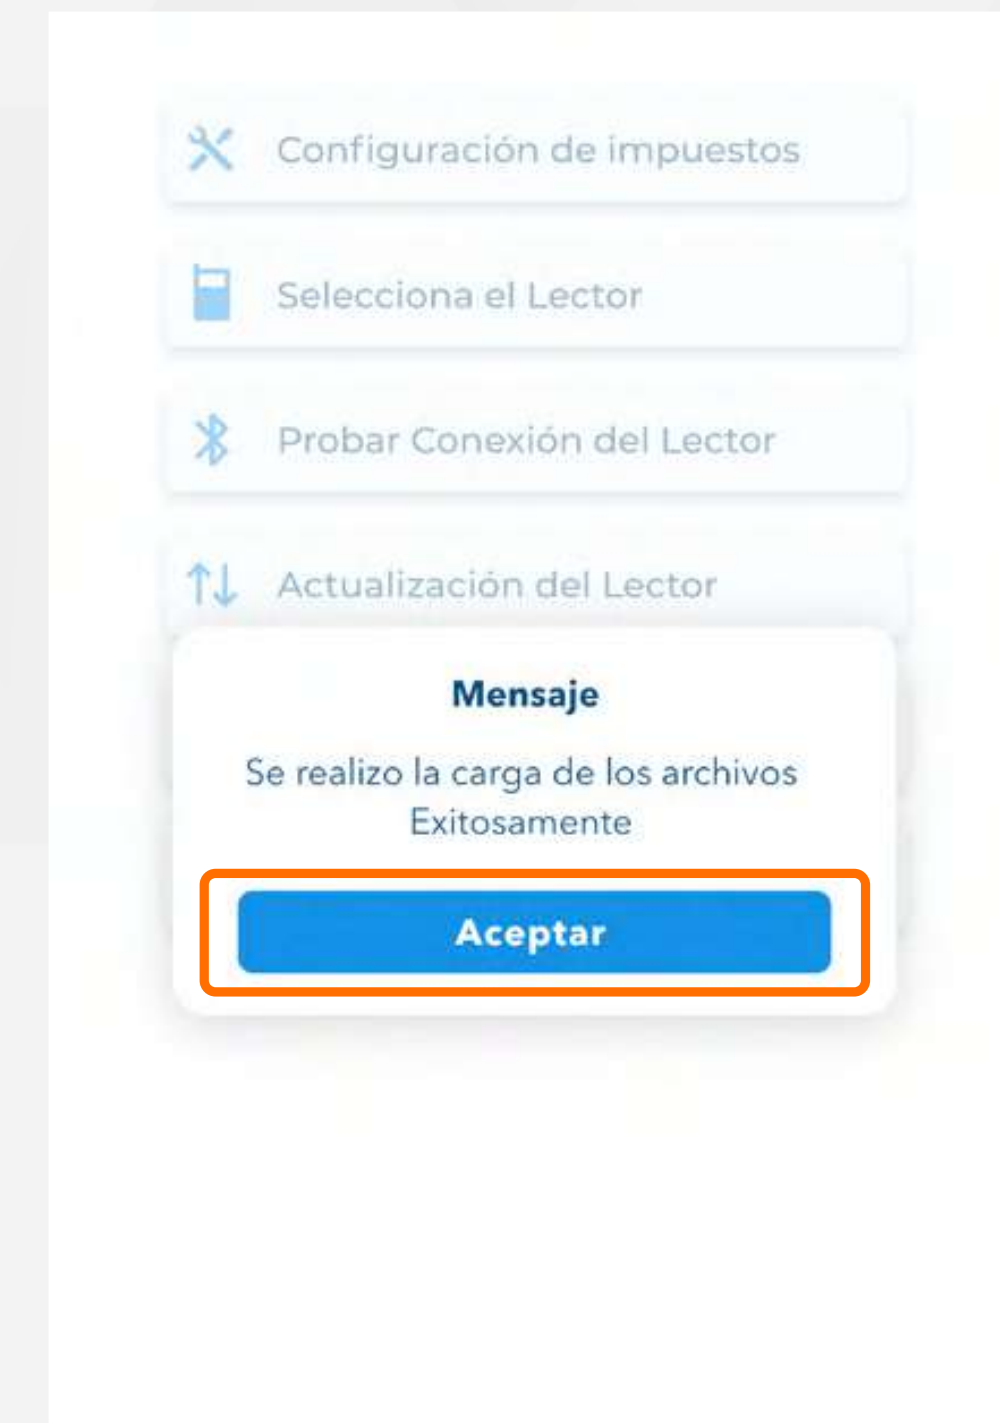 Configuración de impuestos
Selecciona el Lector
Probar Conexión del Lector
Actualización del Lector
Mensaje
Se realizo la carga de los archivos
Exitosamente
Aceptar